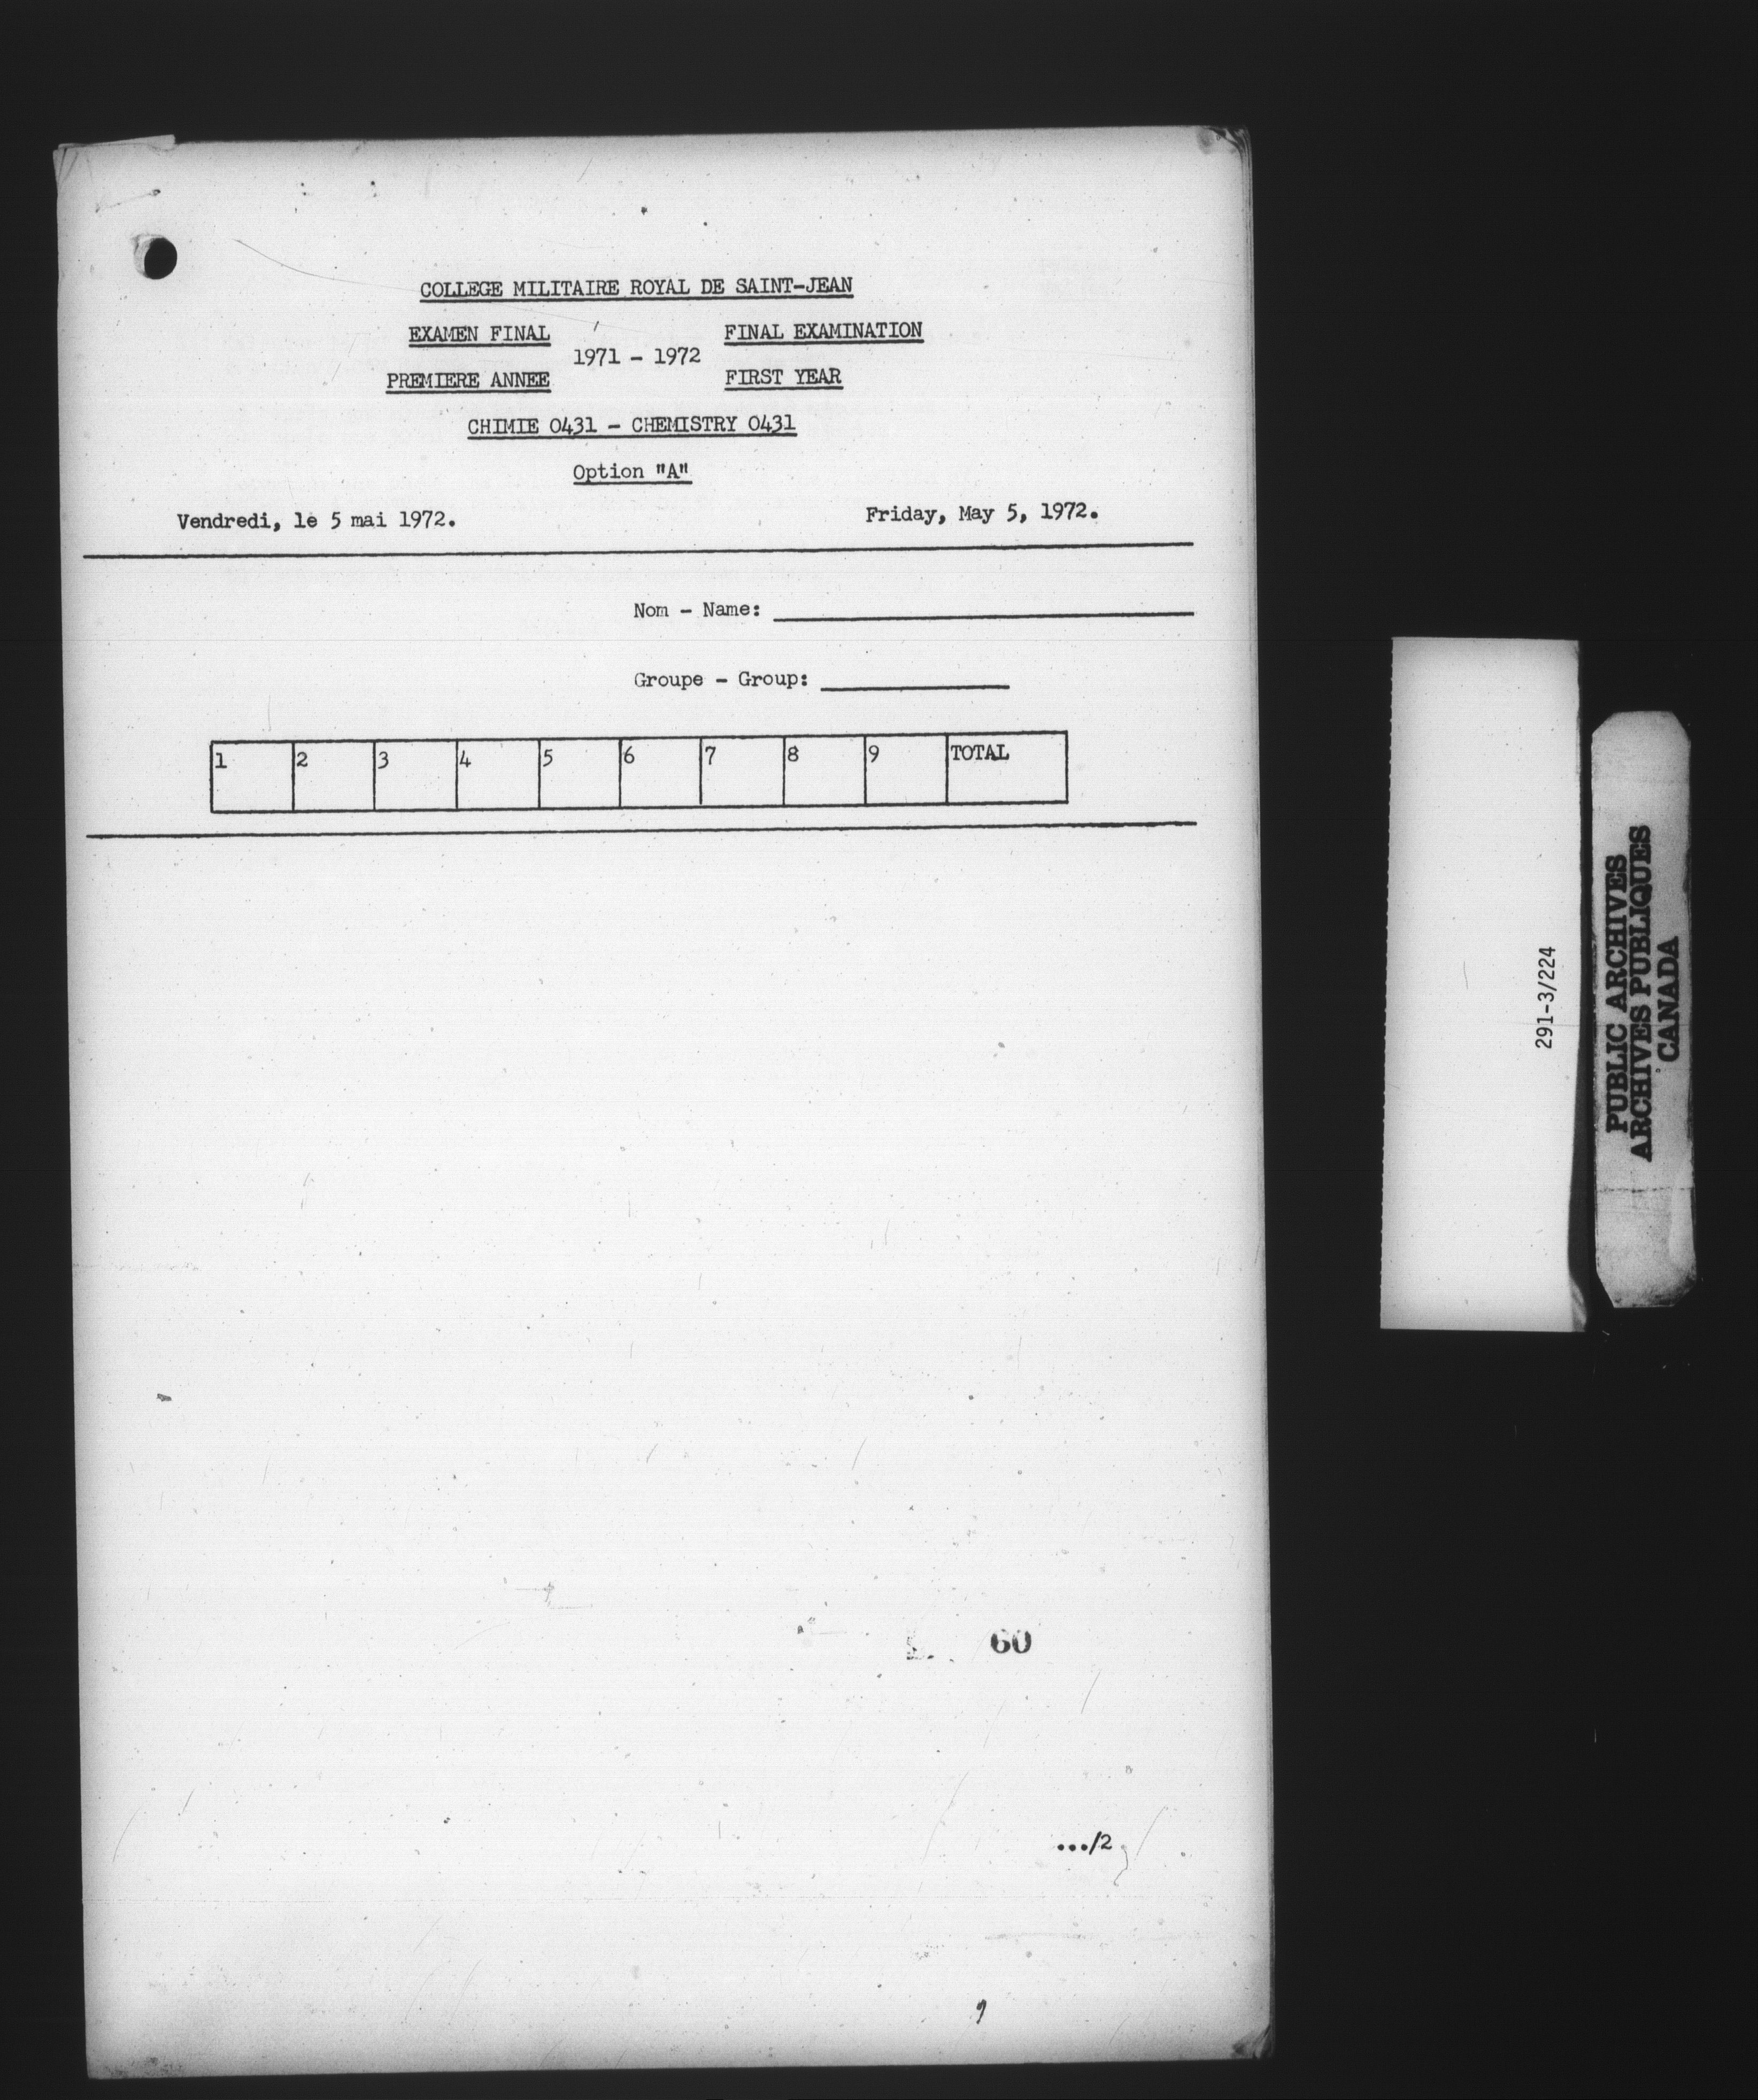 COLLEGE MILITAIRE ROYAL DE SAINT-JEAN
EXAMEN FINAL FINAL EXAMINATION
1971 - 1972
PREMIERE ANNEE FIRST YEAR
CHIMIE 0431 - CHEMISTRY 0431
Option "A"
Vendredi, le 5 mai 1972. Friday, May 5, 1972.
Nom - Name:
Groupe - Group:
1 2 3 4 5 6 7 8 9 TOTAL
60
.../2
291-3/224
PUBLIC ARCHIVES
ARCHIVES PUBLIQUES
CANADA